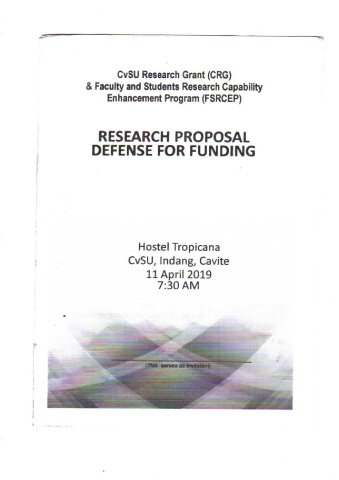 CvSU Research Grant (CRG)
& Faculty and Students Research Capability
Enhancement Program (FSRCEP)
RESEARCH PROPOSAL
DEFENSE FOR FUNDING
Hostel Tropicana
CvSU, Indang, Cavite
11 April 2019
7:30 AM
(This serves as invitation)